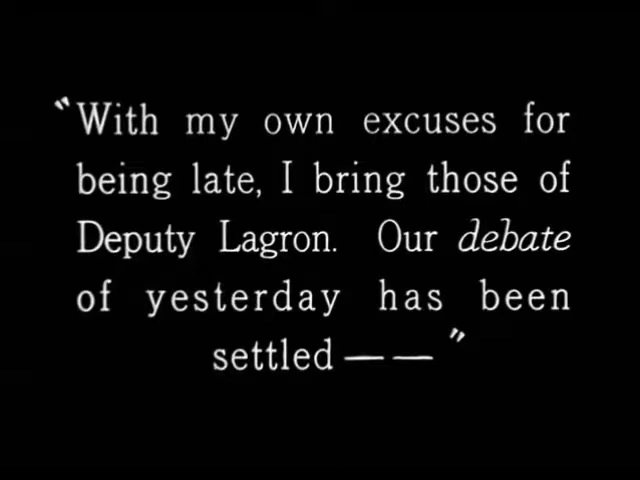 "With my own excuses for
being late, I bring those of
Deputy Lagron. Our debate
of yesterday has been
settled — — "